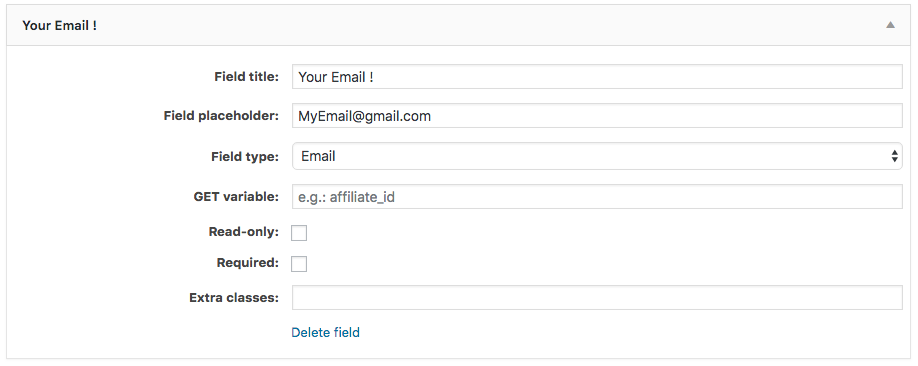 Your Email !
Field title: Your Email !
Field placeholder: MyEmail@gmail.com
Field type: Email
GET variable: e.g.: affiliate_id
Read-only:
Required:
Extra classes:
Delete field